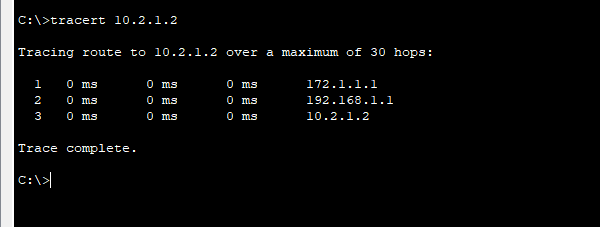 C:\>tracert 10.2.1.2
Tracing route to 10.2.1.2 over a maximum of 30 hops:
1 0 ms 0 ms 0 ms 172.1.1.1
2 0 ms 0 ms 0 ms 192.168.1.1
3 0 ms 0 ms 0 ms 10.2.1.2
Trace complete.
C:\>